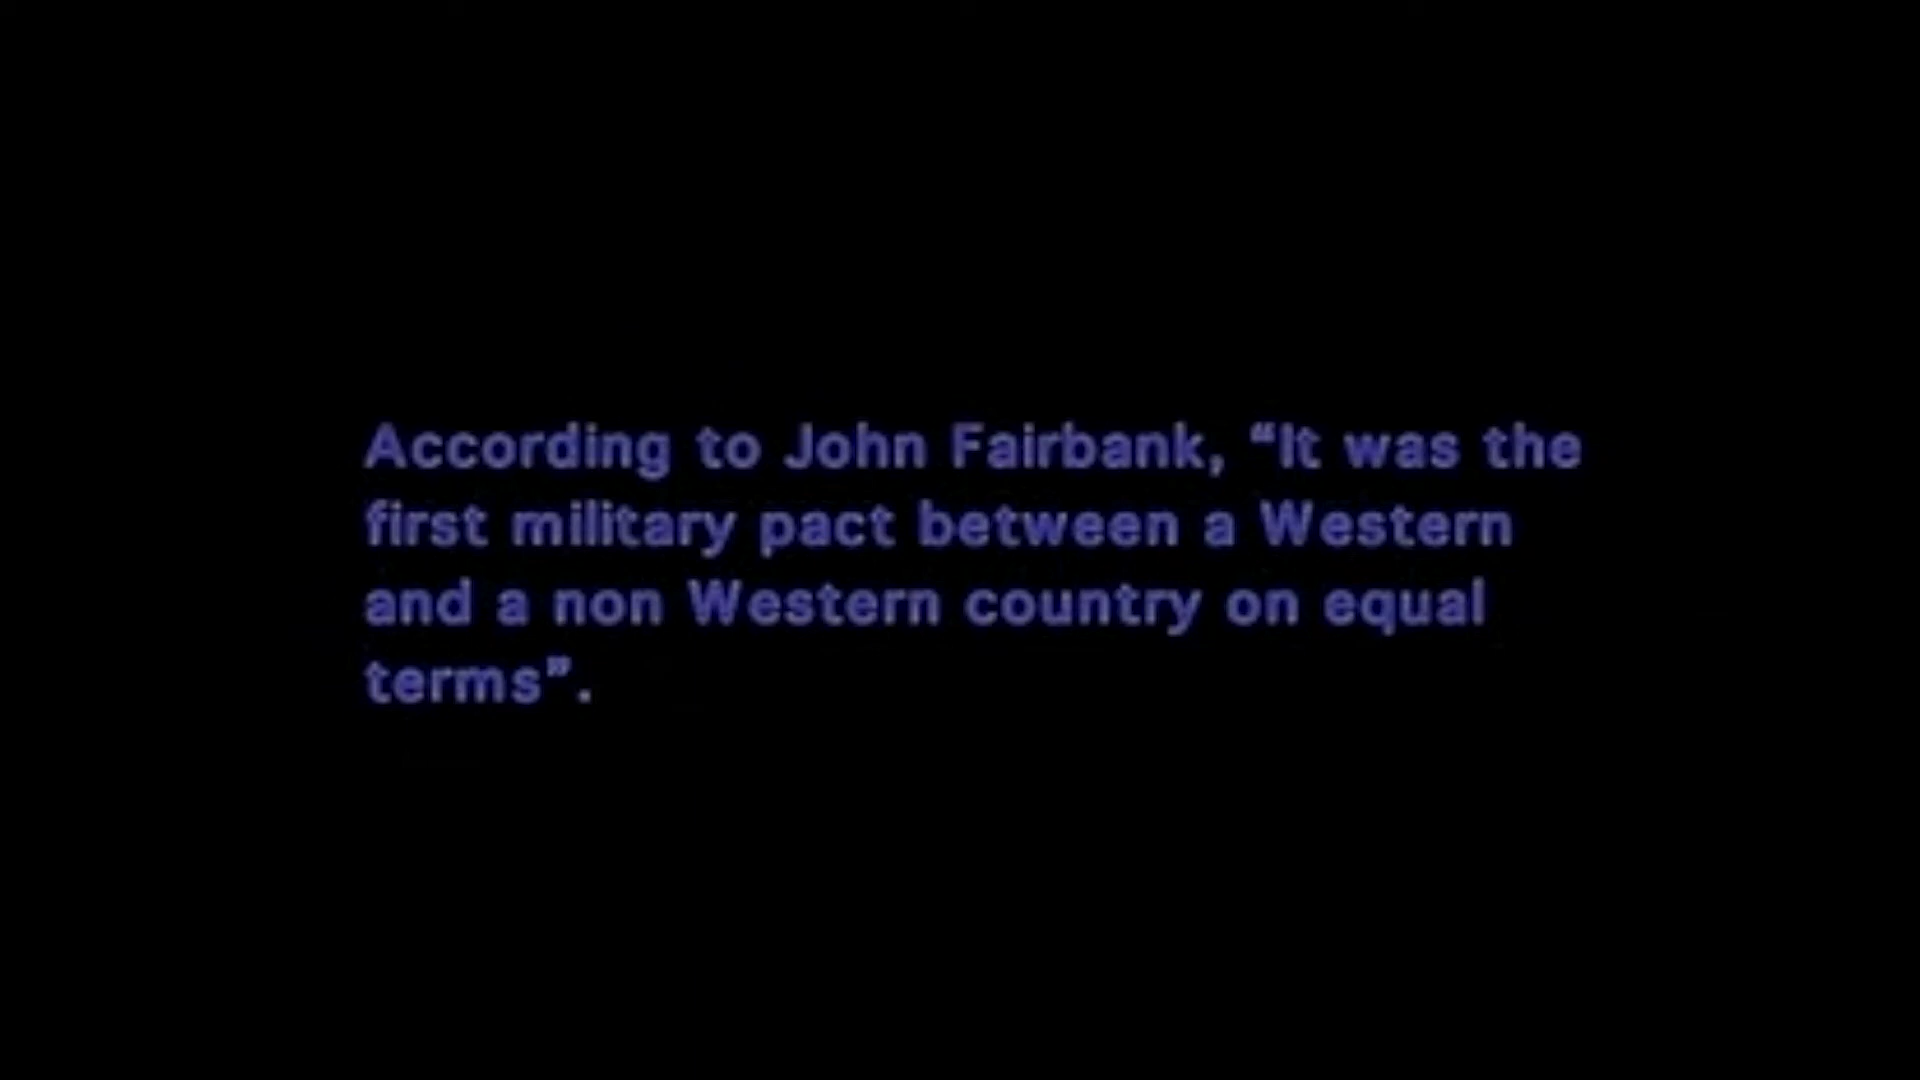 According to John Fairbank, “It was the
first military pact between a Western
and a non Western country on equal
terms”.